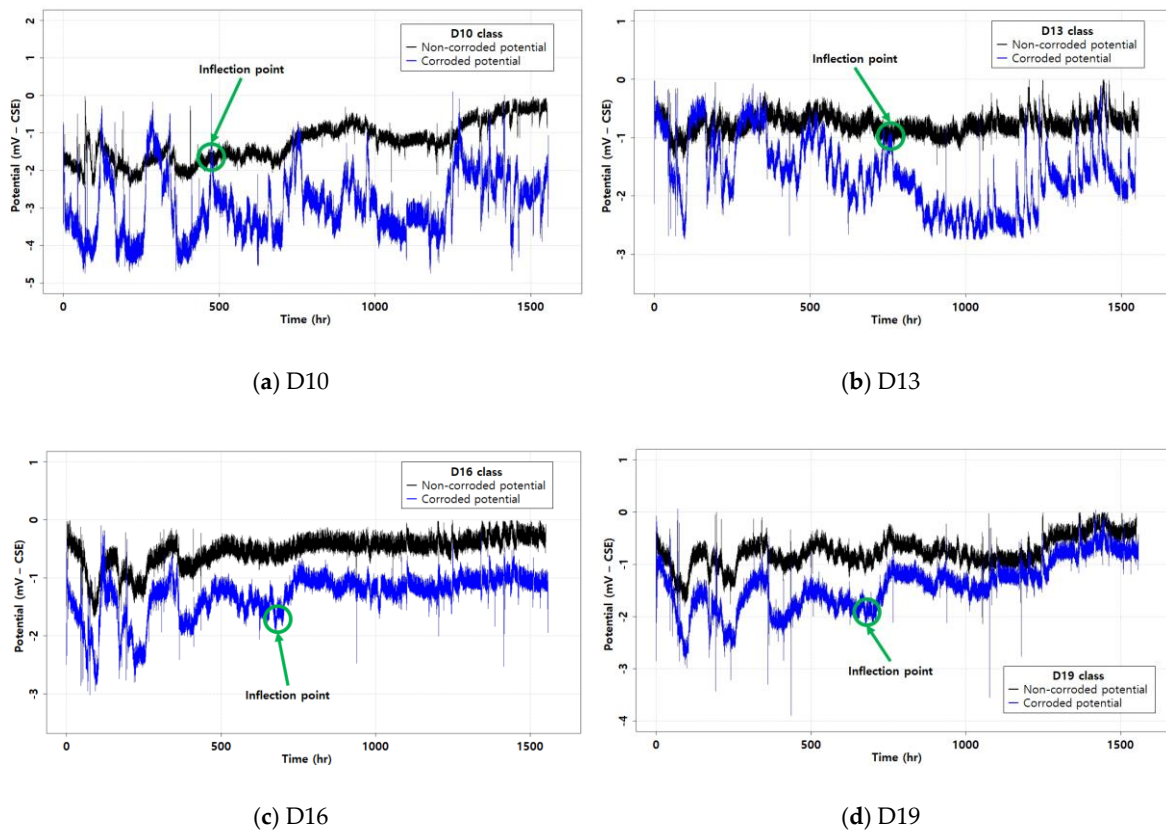 D10 class
Non-corroded potential
Corroded potential
Inflection point
Potential (mV – CSE)
2
1
0
-1
-2
-3
-4
-5
0
500
1000
1500
Time (hr)
(a) D10
D13 class
Non-corroded potential
Corroded potential
Inflection point
Potential (mV – CSE)
1
0
-1
-2
-3
0
500
1000
1500
Time (hr)
(b) D13
D16 class
Non-corroded potential
Corroded potential
Inflection point
Potential (mV – CSE)
1
0
-1
-2
-3
0
500
1000
1500
Time (hr)
(c) D16
D19 class
Non-corroded potential
Corroded potential
Inflection point
Potential (mV – CSE)
1
0
-1
-2
-3
-4
0
500
1000
1500
Time (hr)
(d) D19